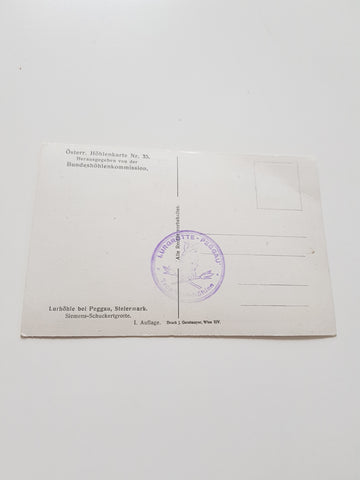 Österr. Höhlenkarte Nr. 35.
Herausgegeben von der
Bundeshöhlenkommission.
Alle Rechte vorbehalten.
LURGROTTE-PEGGAU
Lurhöhle bei Peggau, Steiermark.
Siemens-Schuckertgrotte.
1. Auflage.
Druck J. Gerstmayer, Wien XIV.